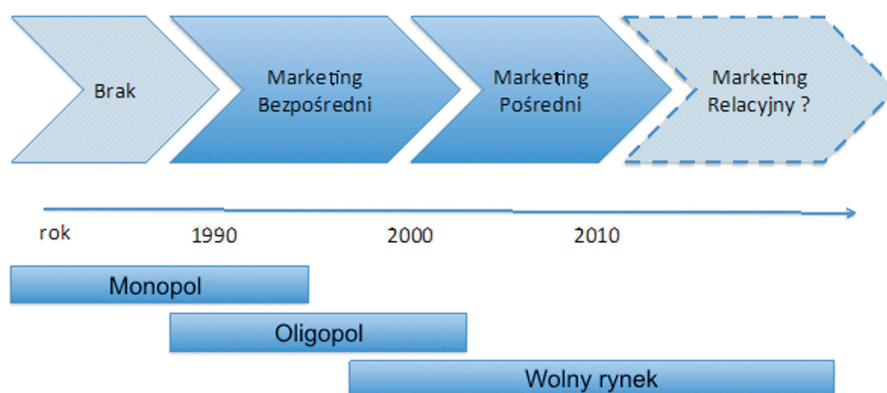 Brak
Marketing
Bezpośredni
Marketing
Pośredni
Marketing
Relacyjny ?
rok 1990 2000 2010
Monopol
Oligopol
Wolny rynek